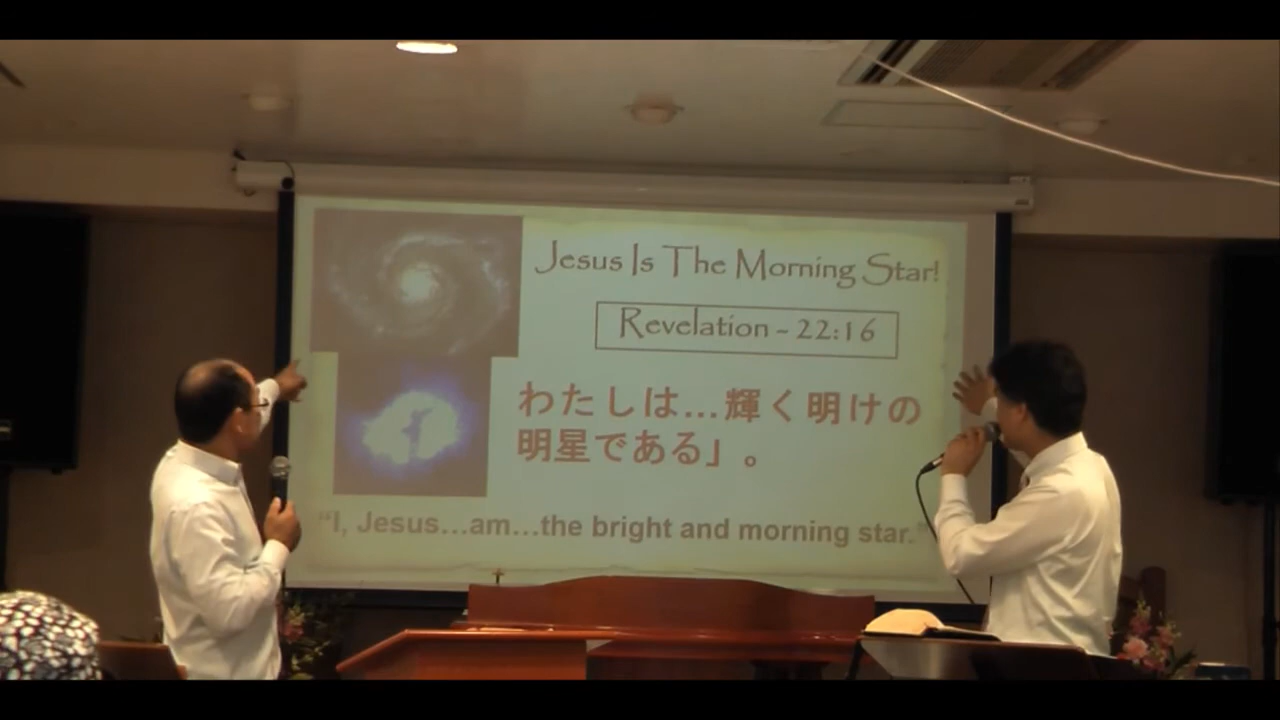 Jesus Is The Morning Star!
Revelation - 22:16
わたしは...輝く明けの
明星である」。
“I, Jesus...am...the bright and morning star.”